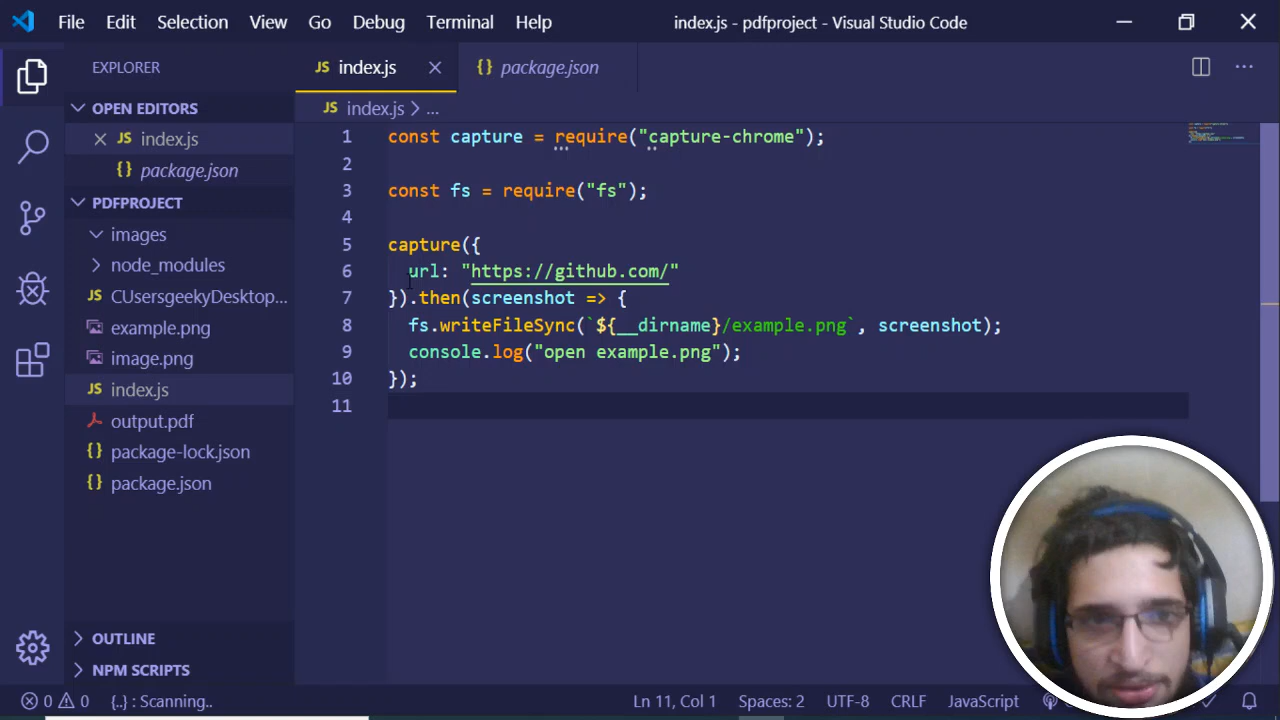 File Edit Selection View Go Debug Terminal Help index.js - pdfproject - Visual Studio Code
EXPLORER
OPEN EDITORS
JS index.js
{} package.json
PDFPROJECT
images
node_modules
CUsersgeekyDesktop...
example.png
image.png
JS index.js
output.pdf
{} package-lock.json
{} package.json
OUTLINE
NPM SCRIPTS
JS index.js {} package.json
JS index.js > ...
1 const capture = require("capture-chrome");
2
3 const fs = require("fs");
4
5 capture({
6 url: "https://github.com/"
7 }).then(screenshot => {
8 fs.writeFileSync(`${__dirname}/example.png`, screenshot);
9 console.log("open example.png");
10 });
11
0 0 {..} : Scanning.. Ln 11, Col 1 Spaces: 2 UTF-8 CRLF JavaScript